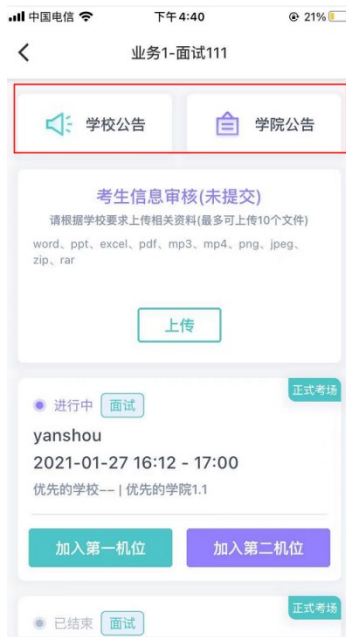 中国电信 下午4:40 21%
业务1-面试111
学校公告 学院公告
考生信息审核(未提交)
请根据学校要求上传相关资料(最多可上传10个文件)
word、ppt、excel、pdf、mp3、mp4、png、jpeg、
zip、rar
上传
正式考场
进行中 面试
yanshou
2021-01-27 16:12 - 17:00
优先的学校−− | 优先的学院1.1
加入第一机位 加入第二机位
正式考场
已结束 面试